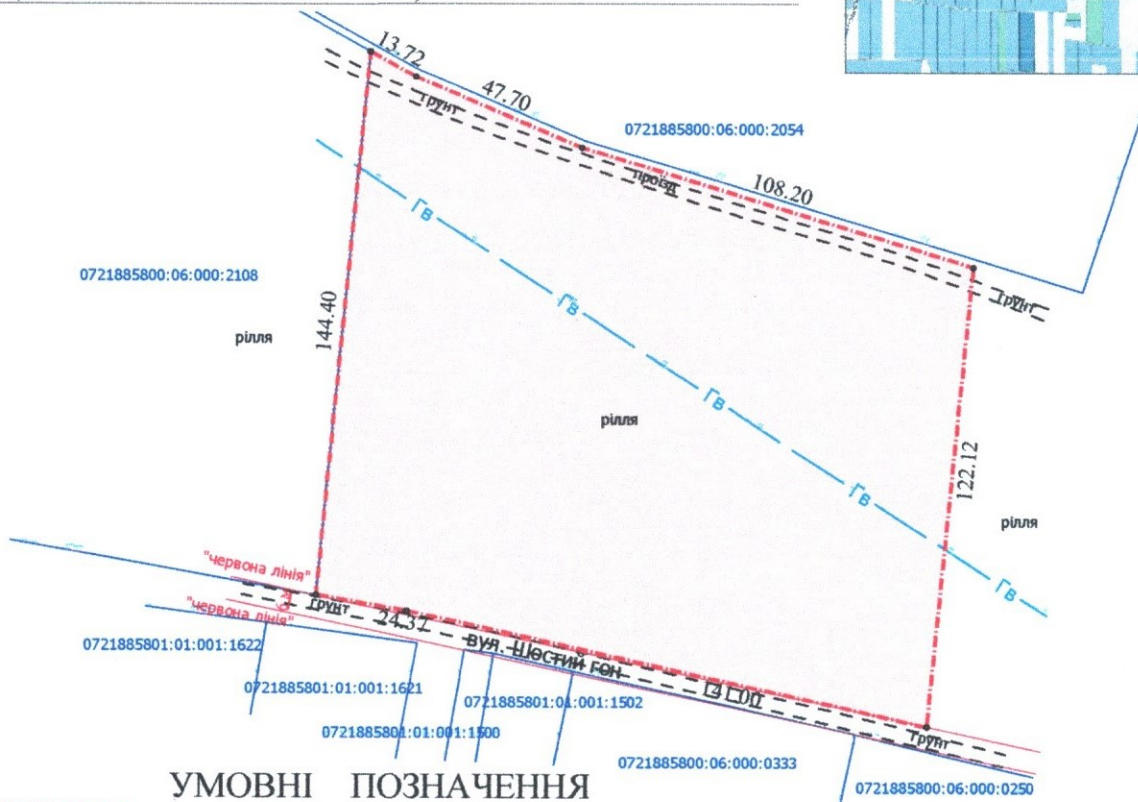 13.72
47.70
ґрунт
0721885800:06:000:2054
проїзд
108.20
Гв
0721885800:06:000:2108
144.40
рілля
Гв
ґрунт
Гв
рілля
122.12
Гв
рілля
"червона лінія"
Гв
ґрунт
"червона лінія"
24.37
0721885801:01:001:1622
вул. Шостий гон
0721885801:01:001:1621
0721885801:01:001:1502
ґрунт
0721885801:01:001:1500
0721885800:06:000:0333
УМОВНІ ПОЗНАЧЕННЯ
0721885800:06:000:0250